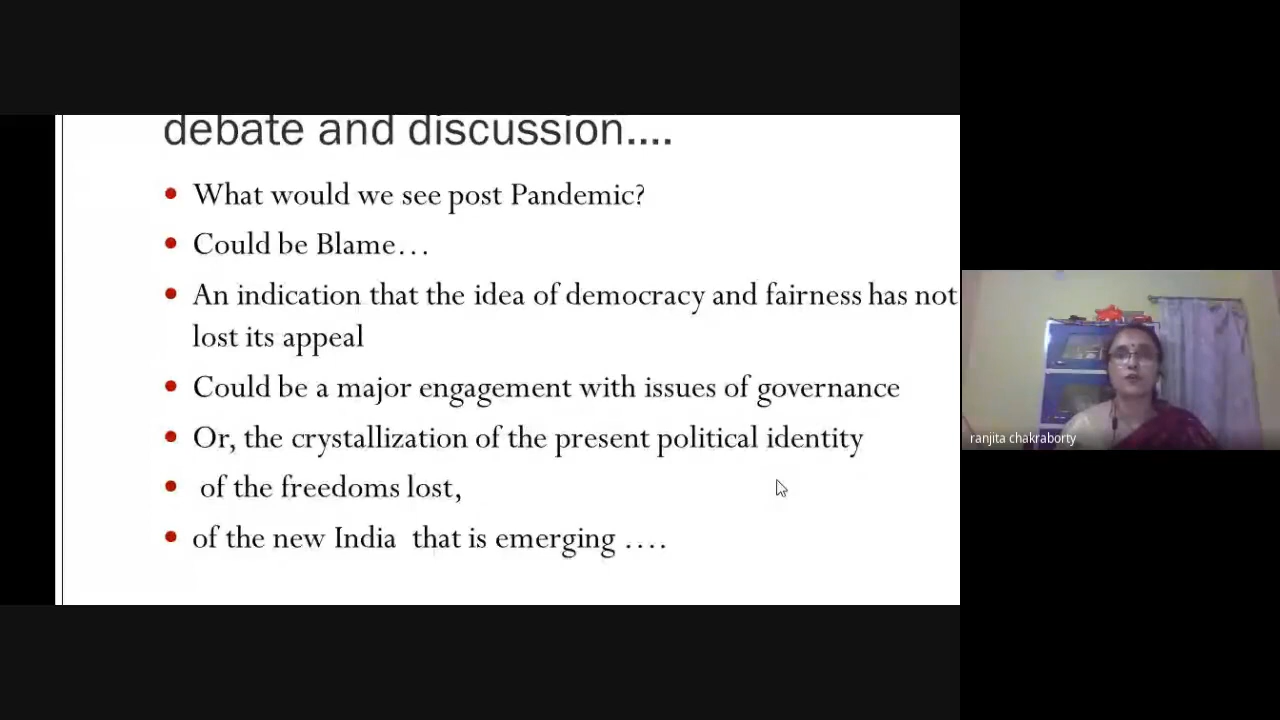 debate and discussion....
What would we see post Pandemic?
Could be Blame…
An indication that the idea of democracy and fairness has not
lost its appeal
Could be a major engagement with issues of governance
Or, the crystallization of the present political identity
of the freedoms lost,
of the new India that is emerging ….
ranjita chakraborty